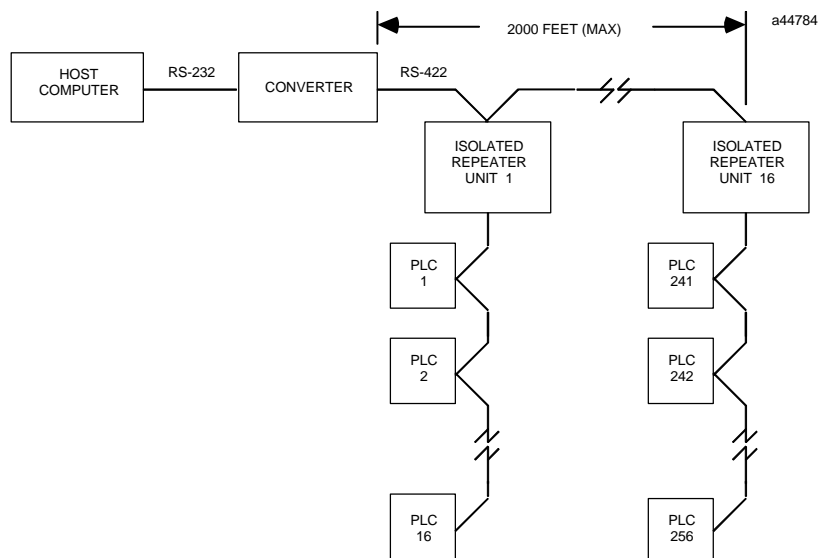 2000 FEET (MAX)
a44784
HOST
COMPUTER
RS-232
CONVERTER
RS-422
ISOLATED
REPEATER
UNIT 1
ISOLATED
REPEATER
UNIT 16
PLC
1
PLC
241
PLC
2
PLC
242
PLC
16
PLC
256